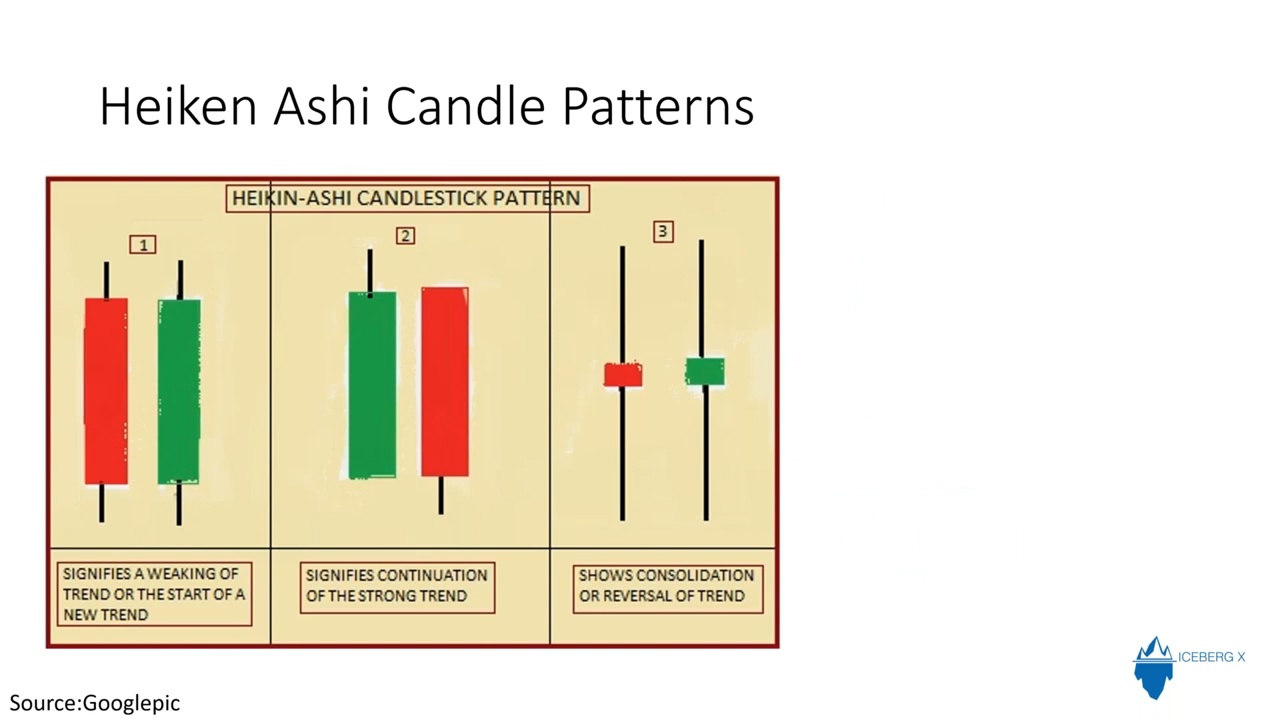 Heiken Ashi Candle Patterns
HEIKIN-ASHI CANDLESTICK PATTERN
1
2
3
SIGNIFIES A WEAKING OF
TREND OR THE START OF A
NEW TREND
SIGNIFIES CONTINUATION
OF THE STRONG TREND
SHOWS CONSOLIDATION
OR REVERSAL OF TREND
ICEBERG X
Source:Googlepic